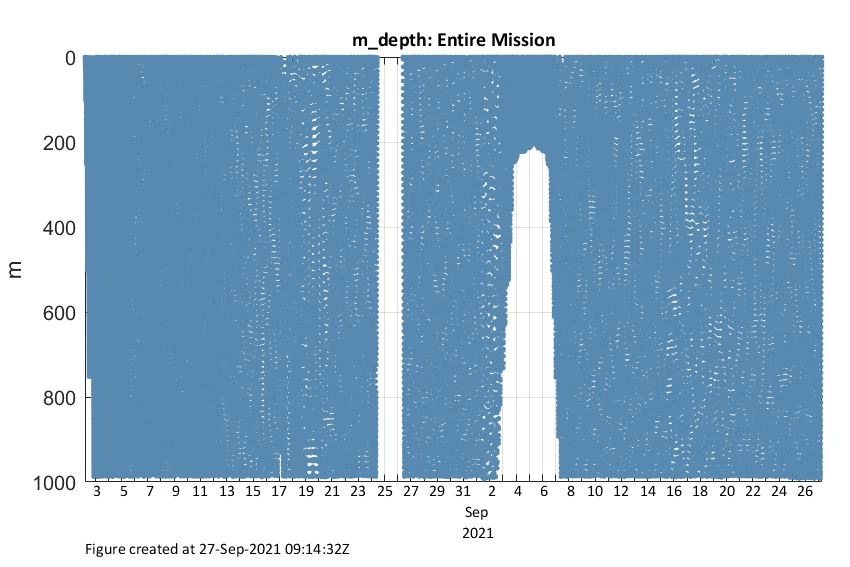 m_depth: Entire Mission
0
200
400
600
800
1000
m
3 5 7 9 11 13 15 17 19 21 23 25 27 29 31 2 4 6 8 10 12 14 16 18 20 22 24 26
Sep
2021
Figure created at 27-Sep-2021 09:14:32Z